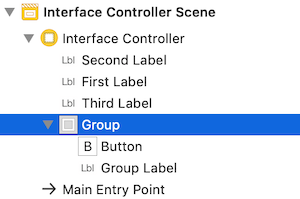 Interface Controller Scene
Interface Controller
Lbl Second Label
Lbl First Label
Lbl Third Label
Group
B Button
Lbl Group Label
Main Entry Point